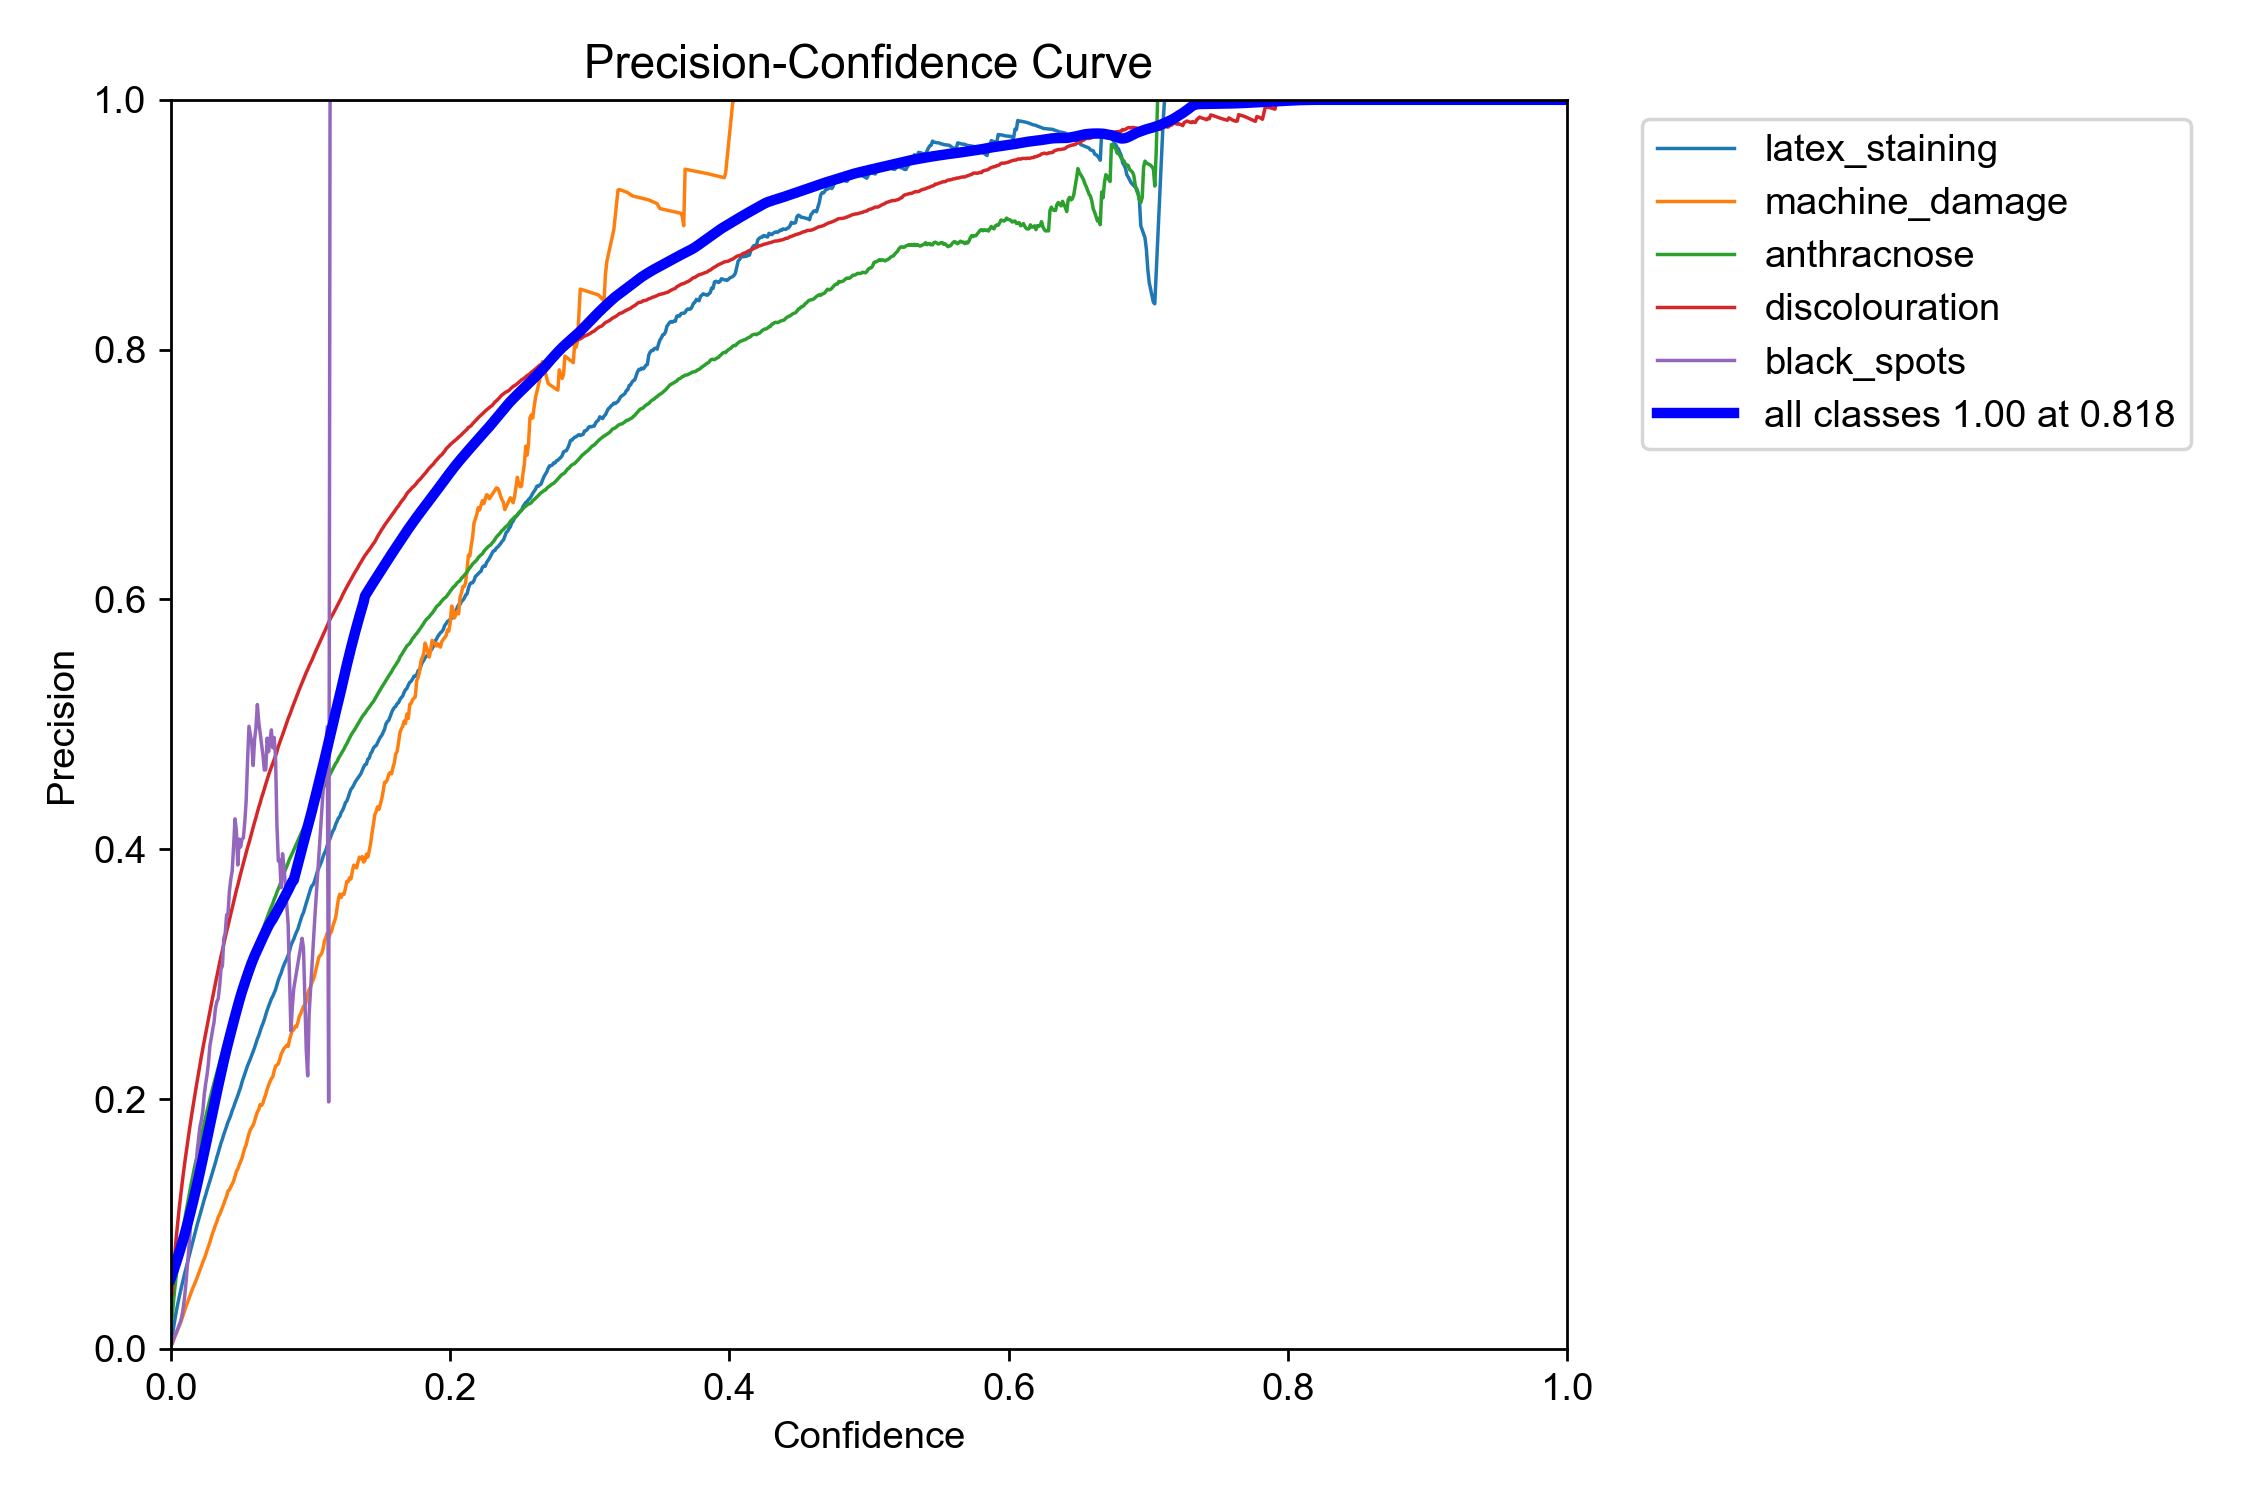 Precision-Confidence Curve
1.0
0.8
0.6
0.4
0.2
0.0
Precision
0.0 0.2 0.4 0.6 0.8 1.0
Confidence
latex_staining
machine_damage
anthracnose
discolouration
black_spots
all classes 1.00 at 0.818